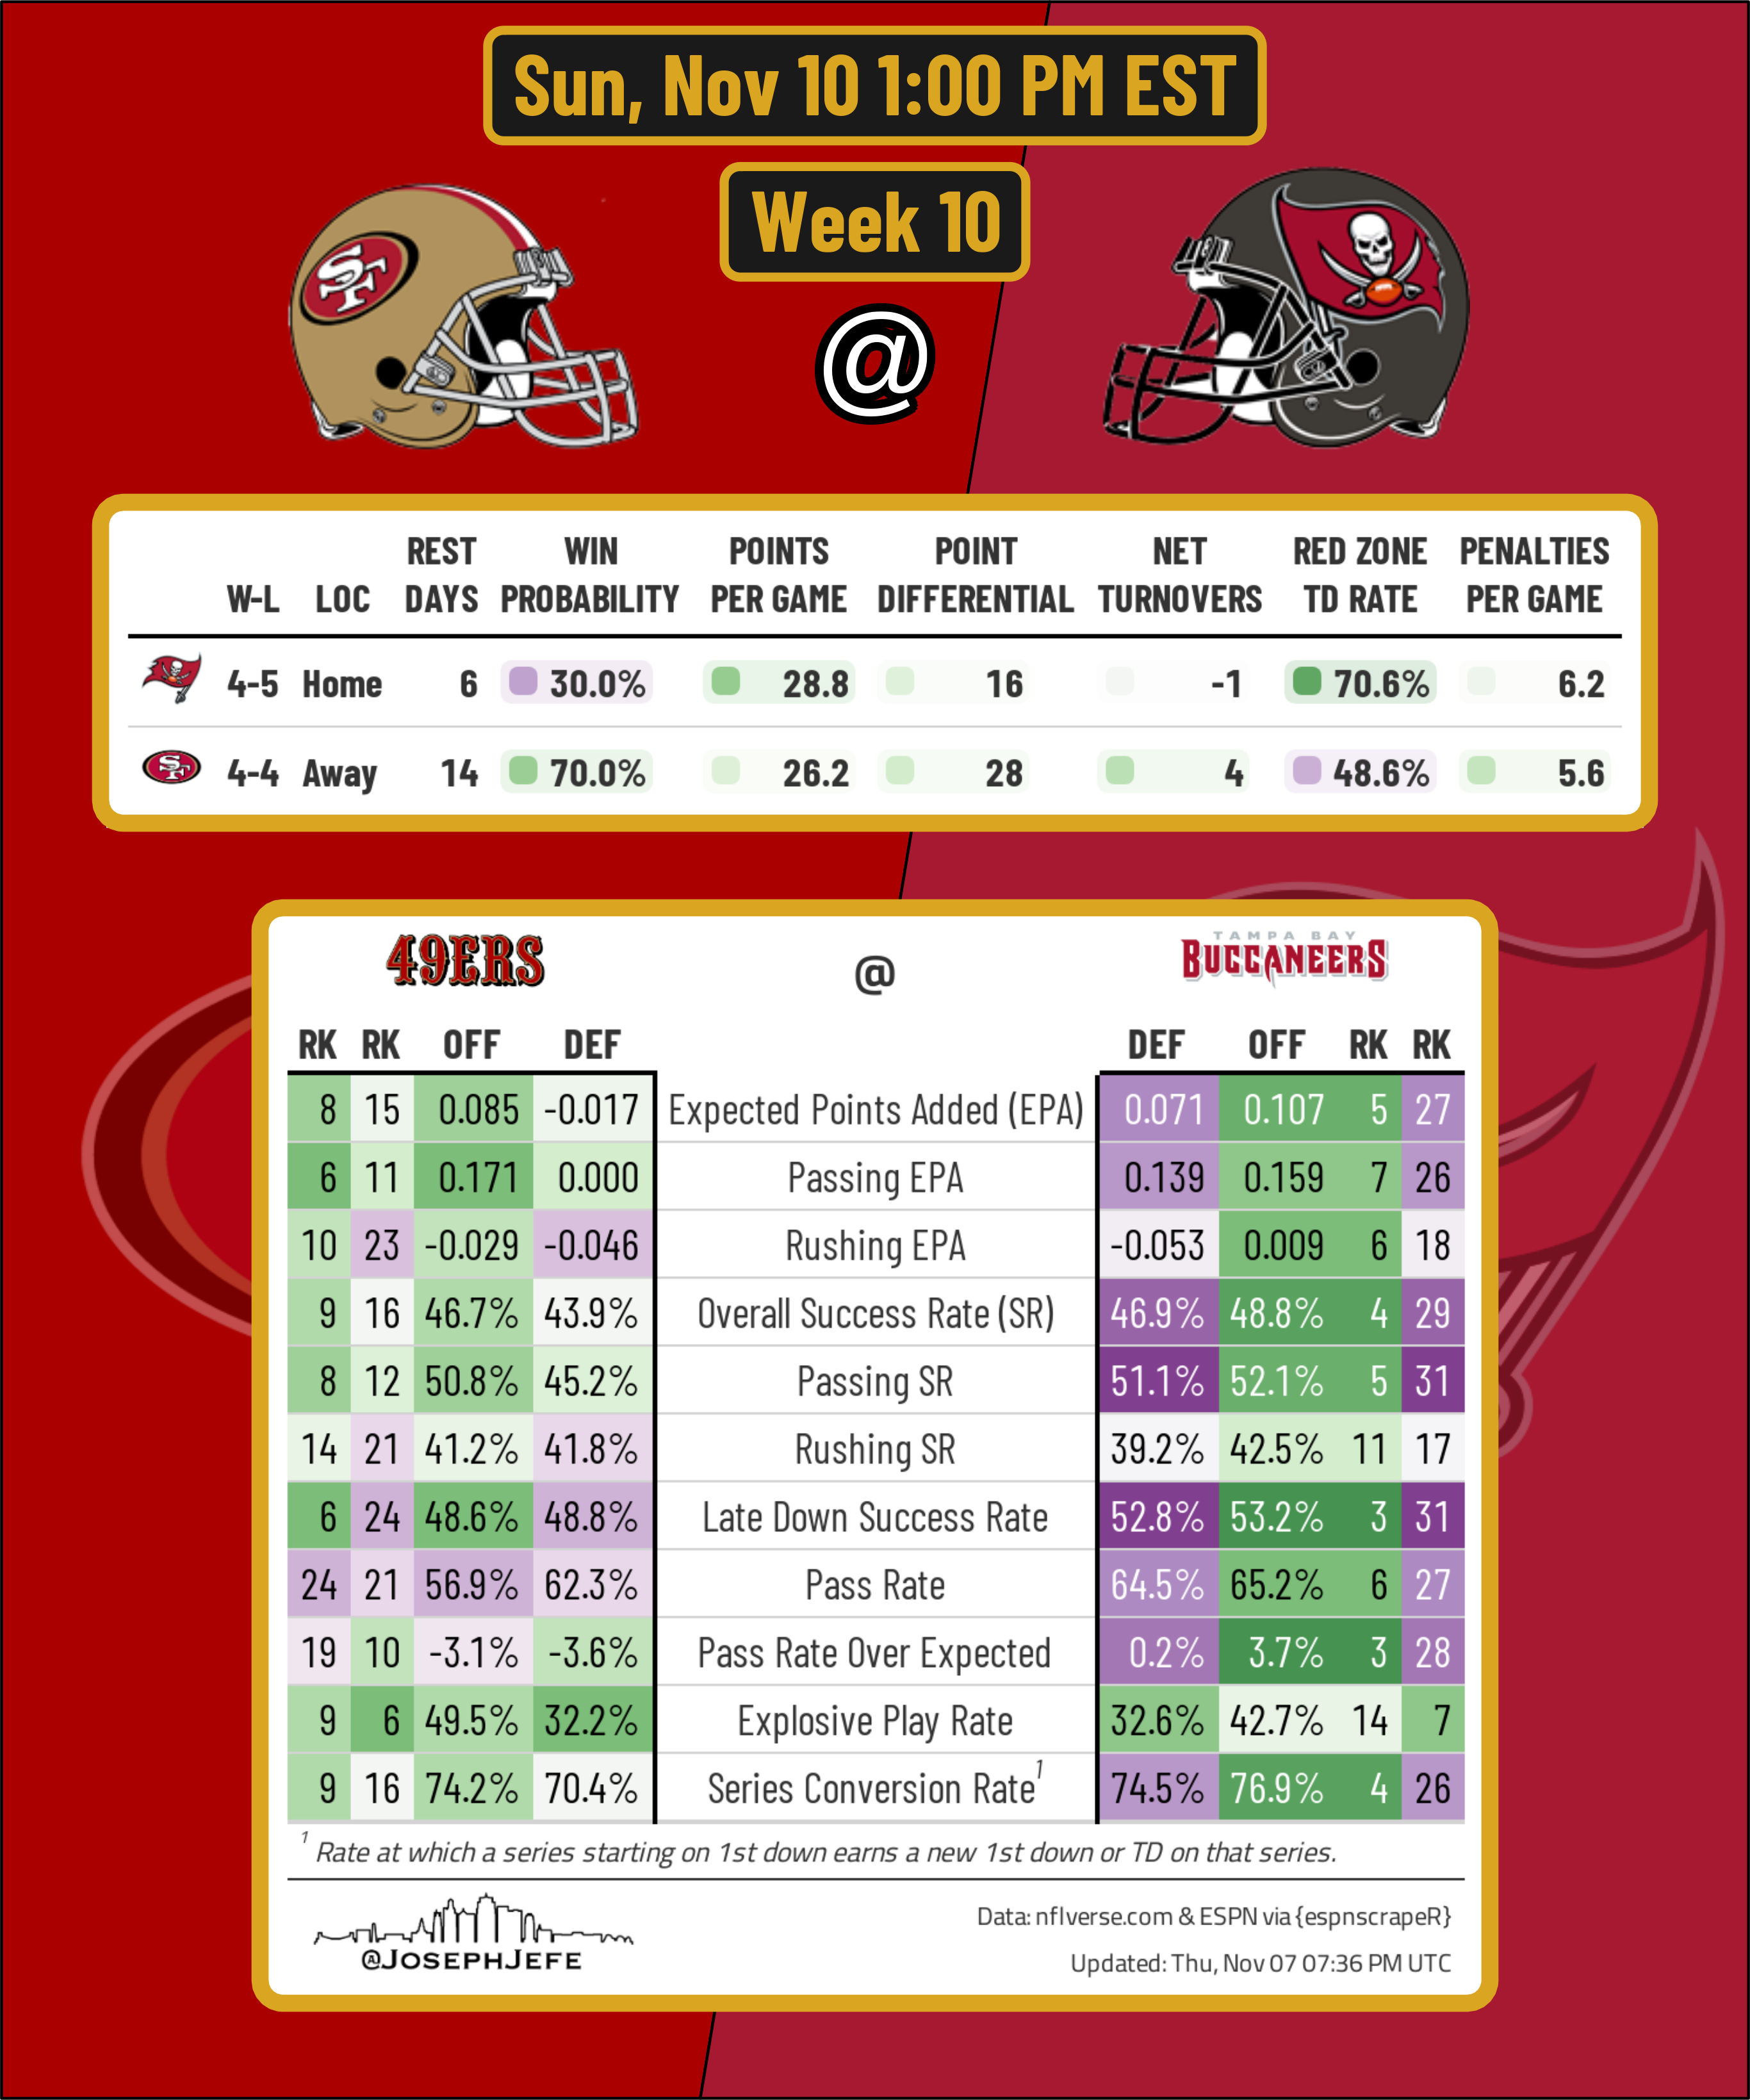 Sun, Nov 10 1:00 PM EST
Week 10
SF
@
W-L LOC REST DAYS WIN PROBABILITY POINTS PER GAME POINT DIFFERENTIAL NET TURNOVERS RED ZONE TD RATE PENALTIES PER GAME
4-5 Home 6 30.0% 28.8 16 -1 70.6% 6.2
SF 4-4 Away 14 70.0% 26.2 28 4 48.6% 5.6
49ERS @ TAMPA BAY BUCCANEERS
RK RK OFF DEF DEF OFF RK RK
8 15 0.085 -0.017 Expected Points Added (EPA) 0.071 0.107 5 27
6 11 0.171 0.000 Passing EPA 0.139 0.159 7 26
10 23 -0.029 -0.046 Rushing EPA -0.053 0.009 6 18
9 16 46.7% 43.9% Overall Success Rate (SR) 46.9% 48.8% 4 29
8 12 50.8% 45.2% Passing SR 51.1% 52.1% 5 31
14 21 41.2% 41.8% Rushing SR 39.2% 42.5% 11 17
6 24 48.6% 48.8% Late Down Success Rate 52.8% 53.2% 3 31
24 21 56.9% 62.3% Pass Rate 64.5% 65.2% 6 27
19 10 -3.1% -3.6% Pass Rate Over Expected 0.2% 3.7% 3 28
9 6 49.5% 32.2% Explosive Play Rate 32.6% 42.7% 14 7
9 16 74.2% 70.4% Series Conversion Rate¹ 74.5% 76.9% 4 26
¹ Rate at which a series starting on 1st down earns a new 1st down or TD on that series.
@JOSEPHJEFE
Data: nflverse.com & ESPN via {espnscrapeR}
Updated: Thu, Nov 07 07:36 PM UTC